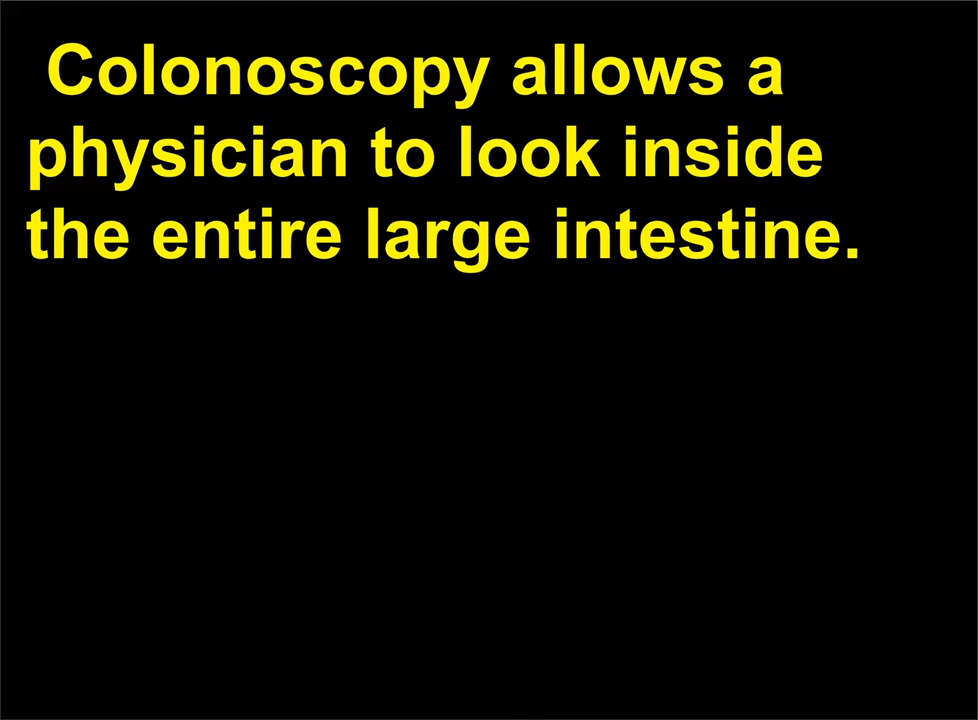 Colonoscopy allows a
physician to look inside
the entire large intestine.